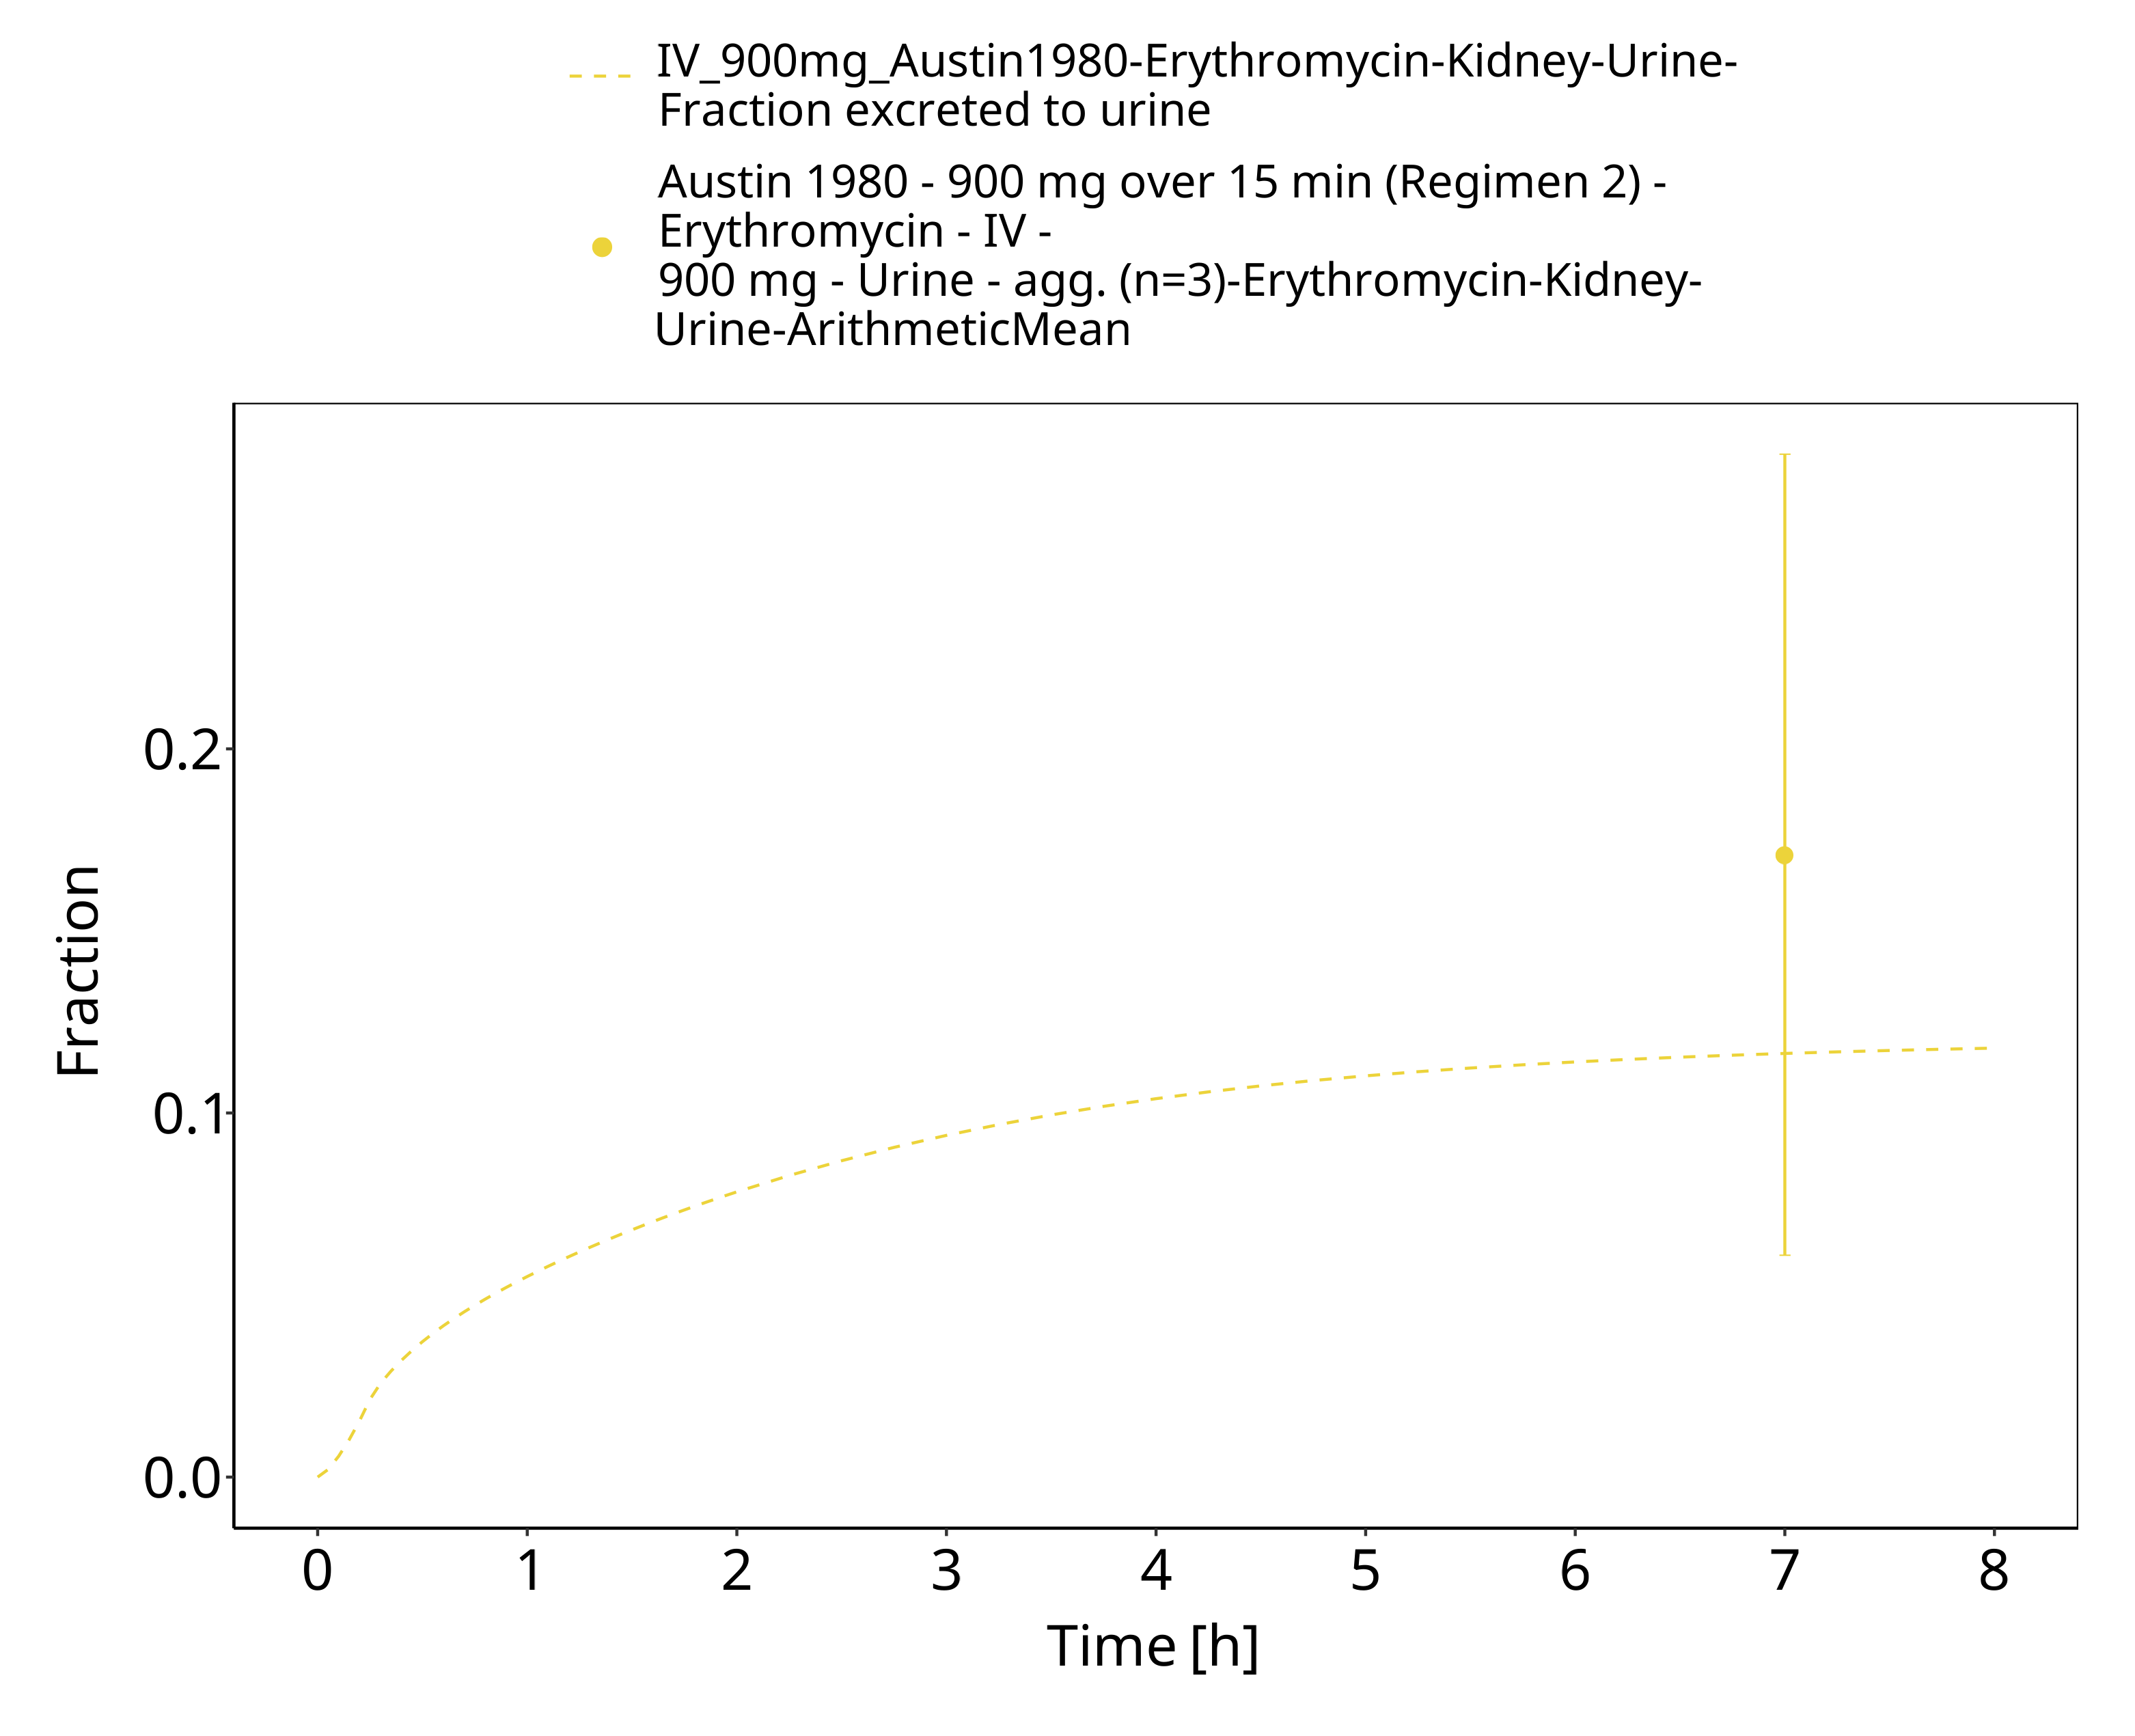 IV_900mg_Austin1980-Erythromycin-Kidney-Urine-
Fraction excreted to urine
Austin 1980 - 900 mg over 15 min (Regimen 2) -
Erythromycin - IV -
900 mg - Urine - agg. (n=3)-Erythromycin-Kidney-
Urine-ArithmeticMean
Fraction
0.2
0.1
0.0
0 1 2 3 4 5 6 7 8
Time [h]